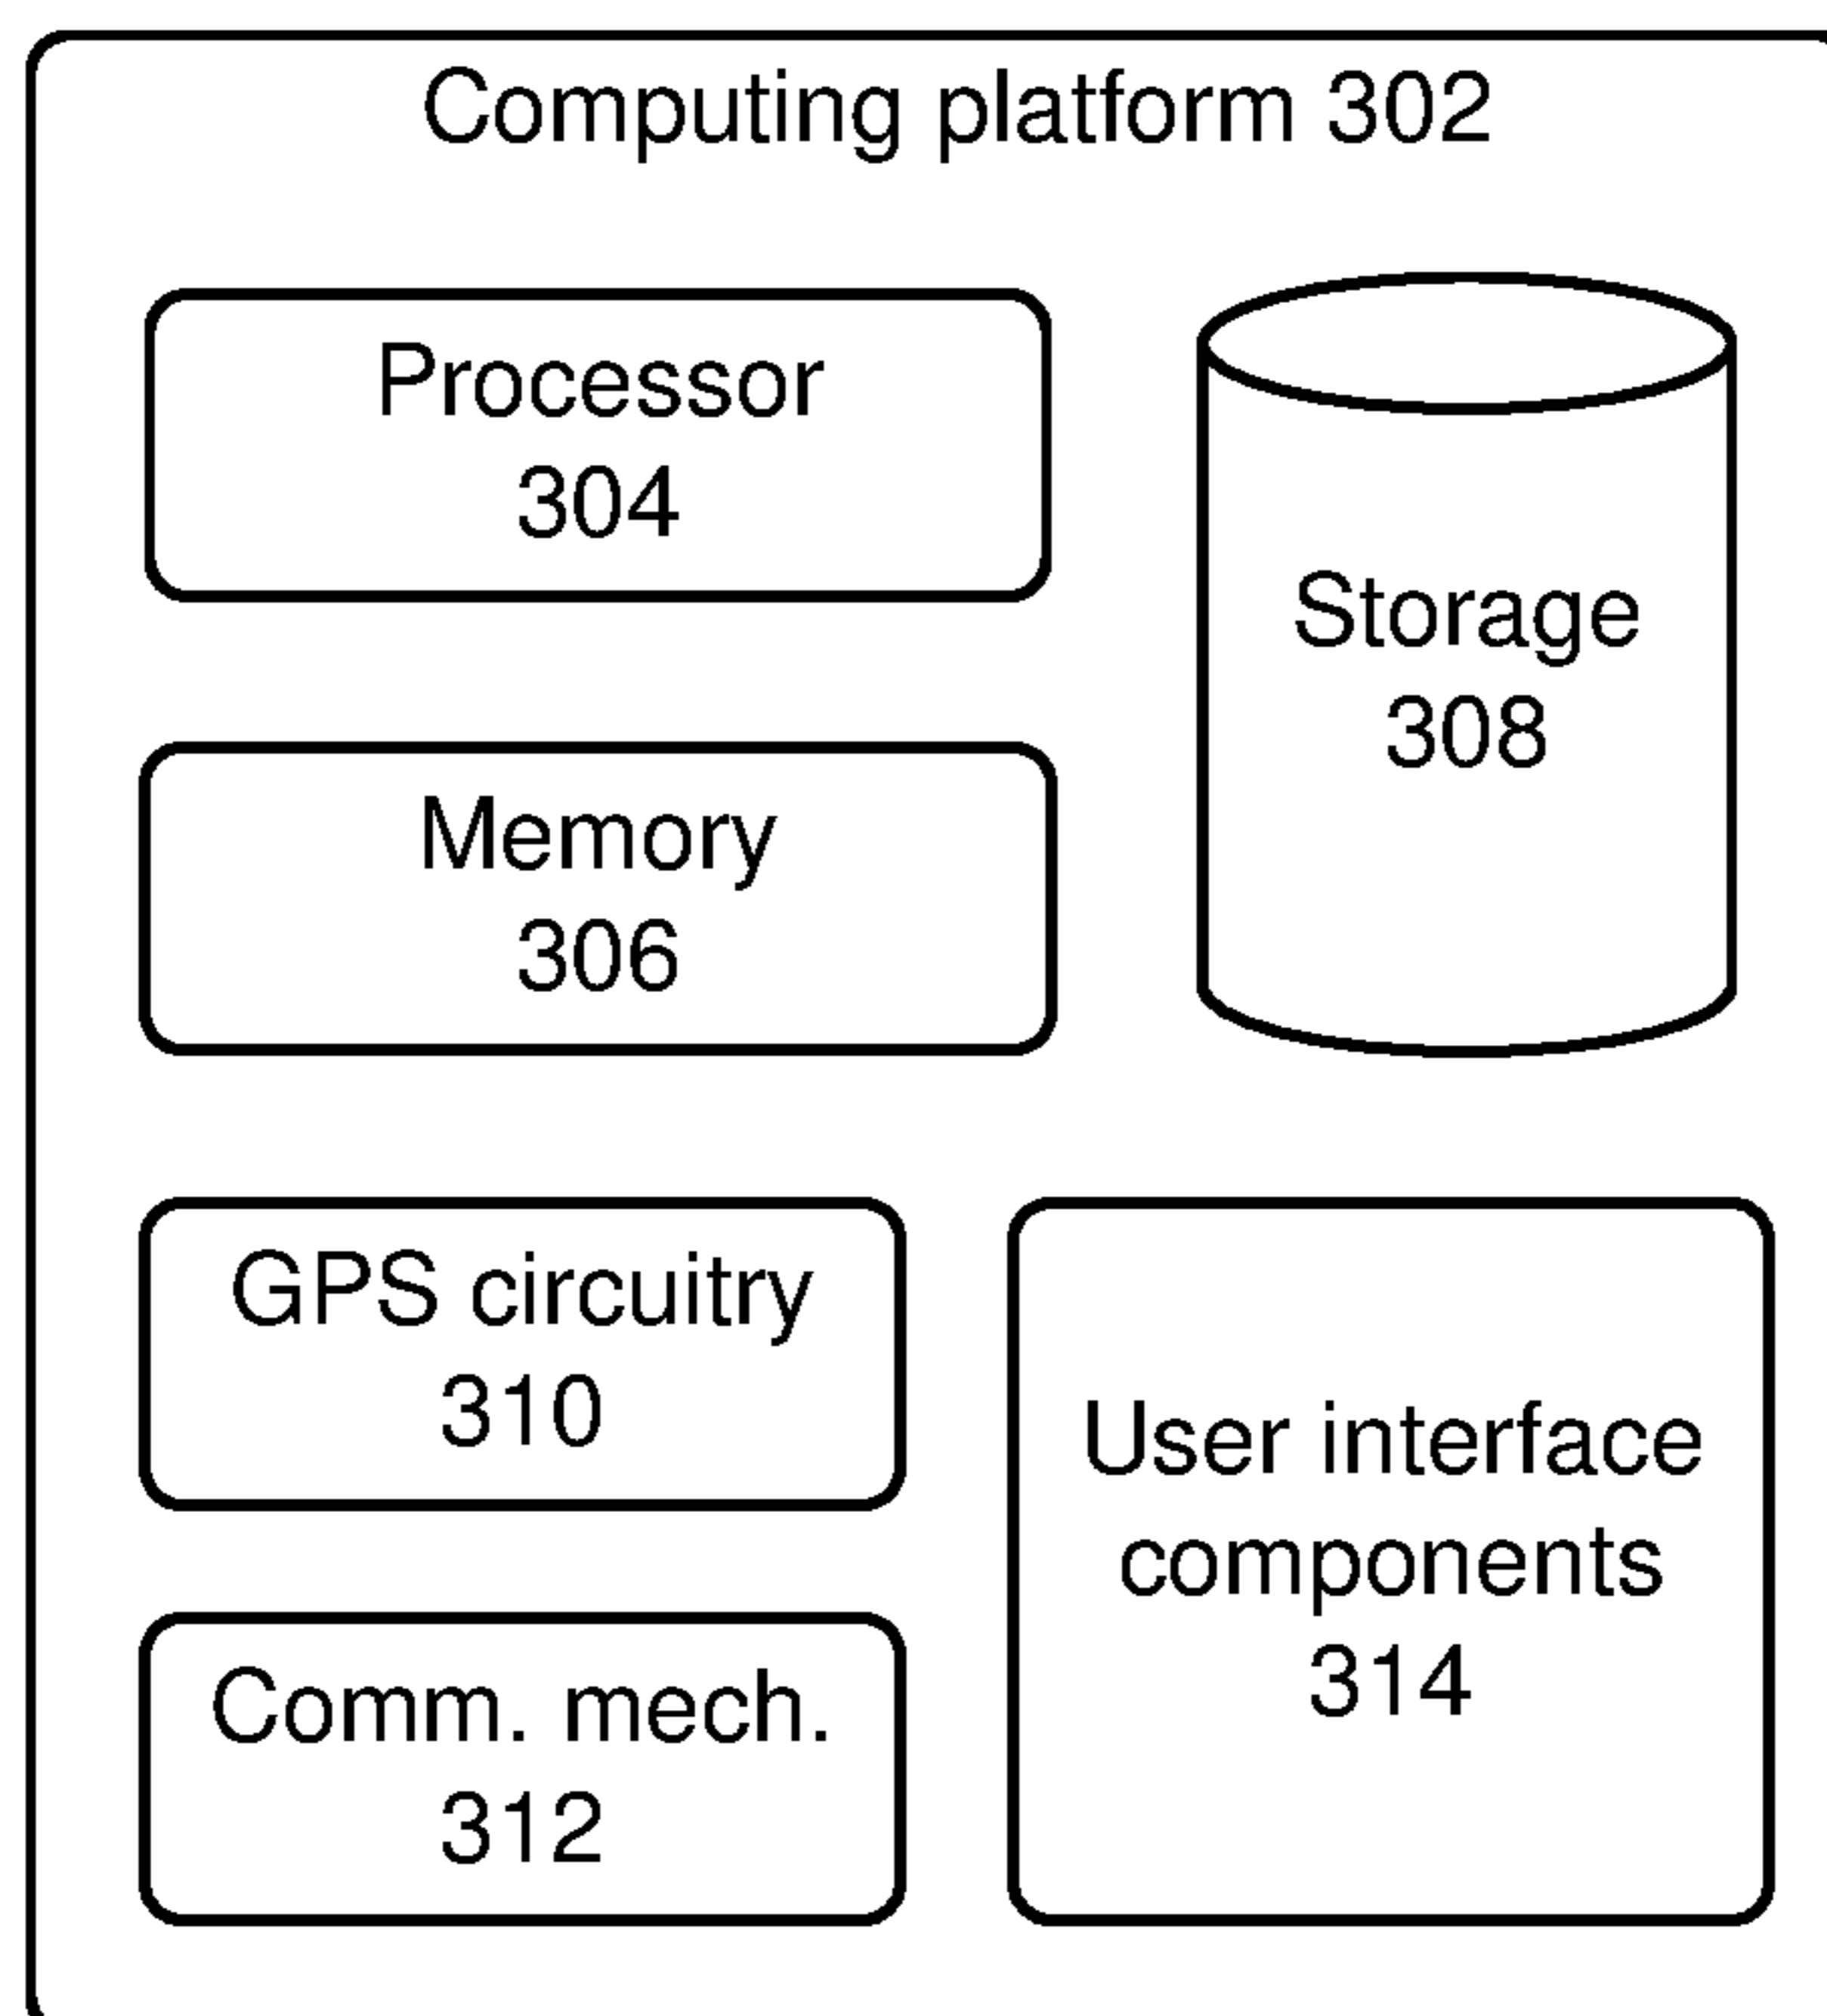 Computing platform 302
Processor
304
Storage
308
Memory
306
GPS circuitry
310
User interface
components
314
Comm. mech.
312